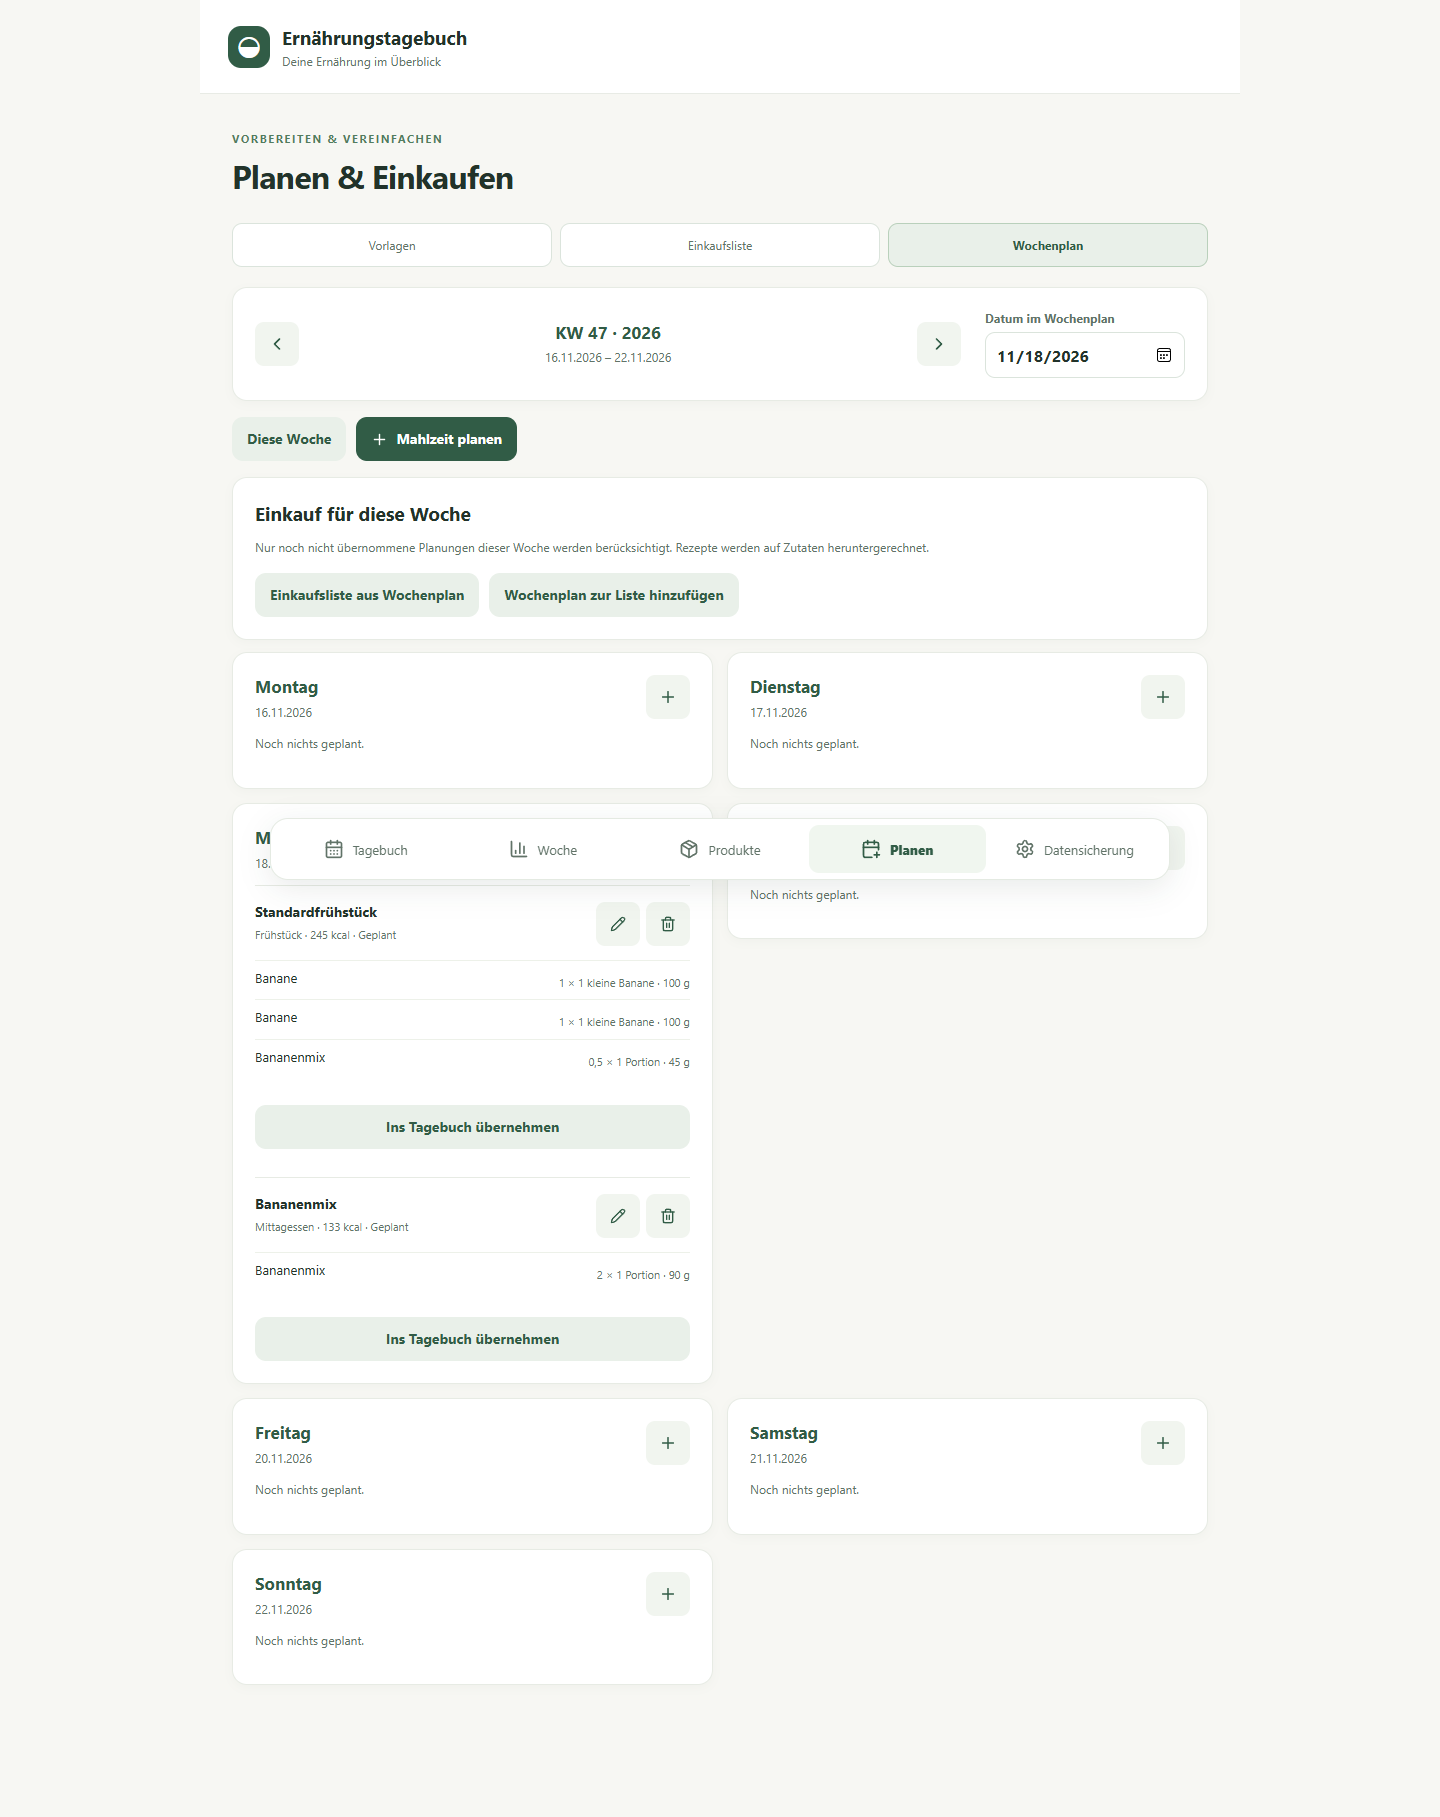 Ernährungstagebuch
Deine Ernährung im Überblick
VORBEREITEN & VEREINFACHEN
Planen & Einkaufen
Vorlagen
Einkaufsliste
Wochenplan
KW 47 · 2026
16.11.2026 – 22.11.2026
Datum im Wochenplan
11/18/2026
Diese Woche
Mahlzeit planen
Einkauf für diese Woche
Nur noch nicht übernommene Planungen dieser Woche werden berücksichtigt. Rezepte werden auf Zutaten heruntergerechnet.
Einkaufsliste aus Wochenplan
Wochenplan zur Liste hinzufügen
Montag
16.11.2026
Noch nichts geplant.
Dienstag
17.11.2026
Noch nichts geplant.
M
18.
Tagebuch
Woche
Produkte
Planen
Datensicherung
Noch nichts geplant.
Standardfrühstück
Frühstück · 245 kcal · Geplant
Banane
1 × 1 kleine Banane · 100 g
Banane
1 × 1 kleine Banane · 100 g
Bananenmix
0,5 × 1 Portion · 45 g
Ins Tagebuch übernehmen
Bananenmix
Mittagessen · 133 kcal · Geplant
Bananenmix
2 × 1 Portion · 90 g
Ins Tagebuch übernehmen
Freitag
20.11.2026
Noch nichts geplant.
Samstag
21.11.2026
Noch nichts geplant.
Sonntag
22.11.2026
Noch nichts geplant.